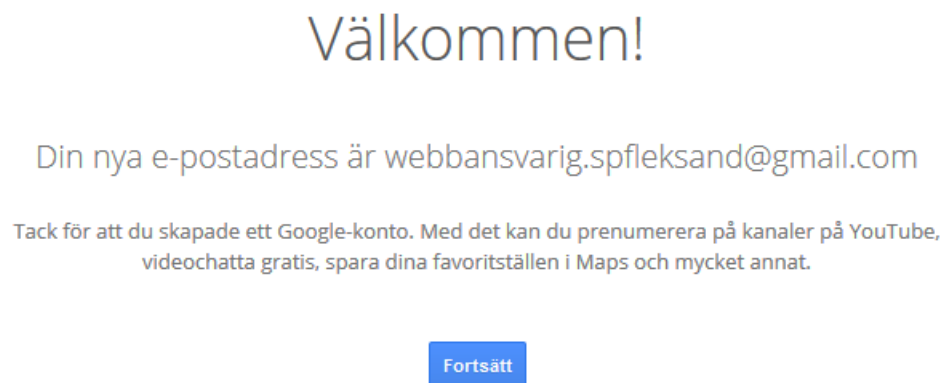 Välkommen!
Din nya e-postadress är webbansvarig.spfleksand@gmail.com
Tack för att du skapade ett Google-konto. Med det kan du prenumerera på kanaler på YouTube,
videochatta gratis, spara dina favoritställen i Maps och mycket annat.
Fortsätt